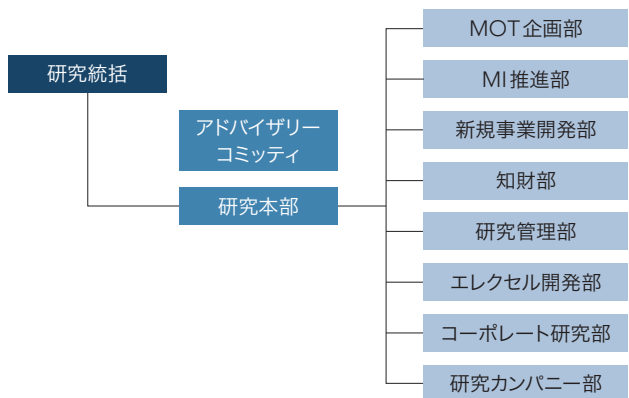 研究統括
アドバイザリー
コミッティ
研究本部
MOT企画部
MI推進部
新規事業開発部
知財部
研究管理部
エレクセル開発部
コーポレート研究部
研究カンパニー部